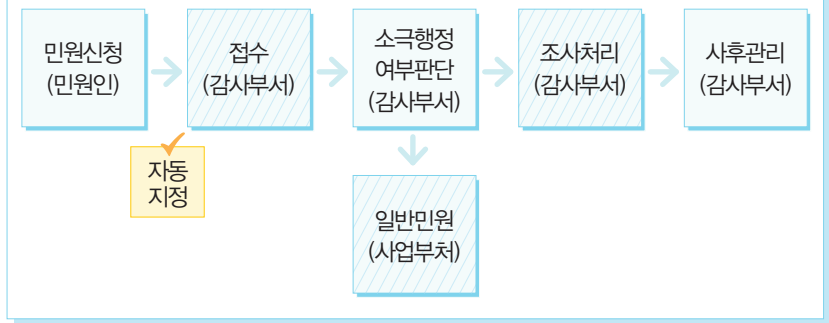 민원신청
(민원인)
접수
(감사부서)
소극행정
여부판단
(감사부서)
조사처리
(감사부서)
사후관리
(감사부서)
자동
지정
일반민원
(사업부처)